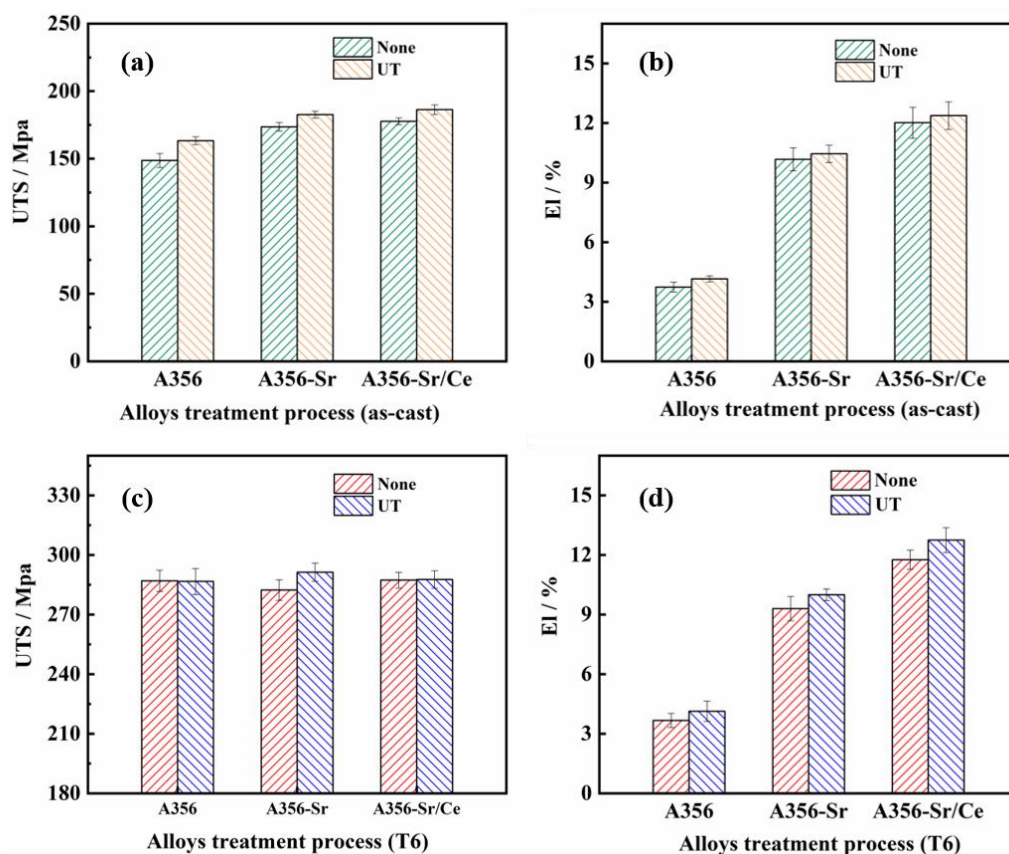 (a)
None
UT
250
200
150
100
50
0
UTS / Mpa
A356 A356-Sr A356-Sr/Ce
Alloys treatment process (as-cast)
(b)
None
UT
15
12
9
6
3
0
El / %
A356 A356-Sr A356-Sr/Ce
Alloys treatment process (as-cast)
(c)
None
UT
330
300
270
240
210
180
UTS / Mpa
A356 A356-Sr A356-Sr/Ce
Alloys treatment process (T6)
(d)
None
UT
15
12
9
6
3
0
El / %
A356 A356-Sr A356-Sr/Ce
Alloys treatment process (T6)